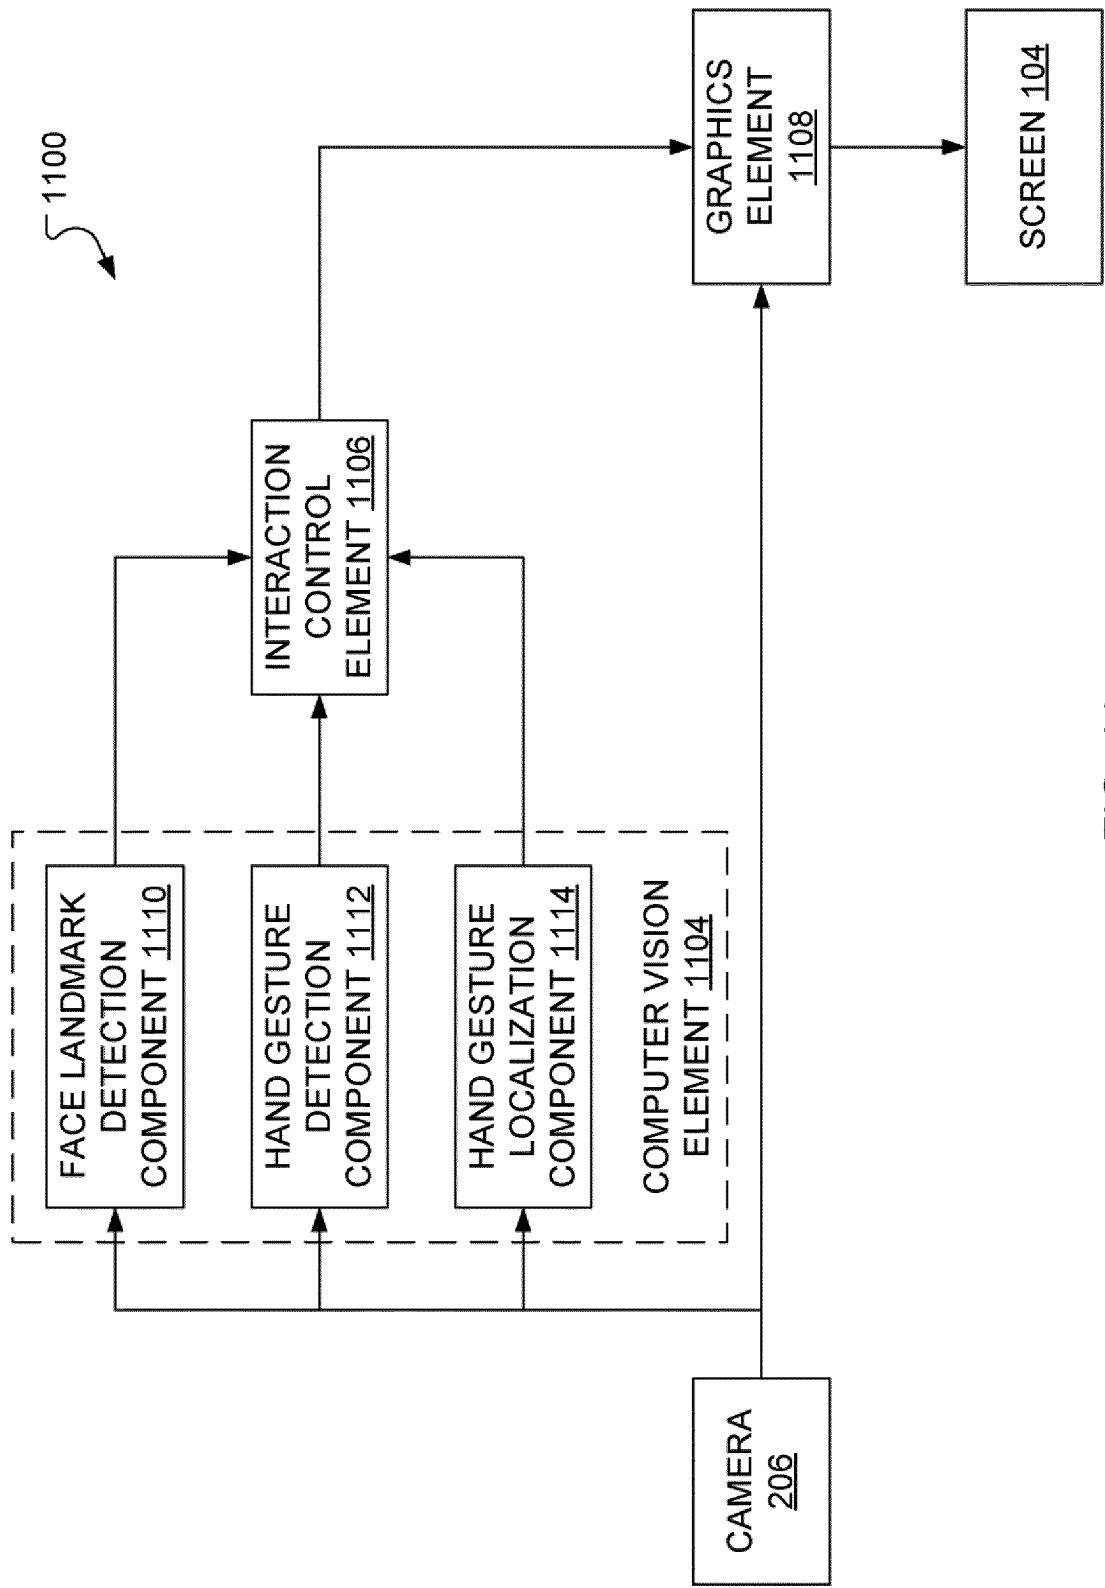 1100
FACE LANDMARK
DETECTION
COMPONENT 1110
HAND GESTURE
DETECTION
COMPONENT 1112
HAND GESTURE
LOCALIZATION
COMPONENT 1114
COMPUTER VISION
ELEMENT 1104
INTERACTION
CONTROL
ELEMENT 1106
CAMERA
206
GRAPHICS
ELEMENT
1108
SCREEN 104